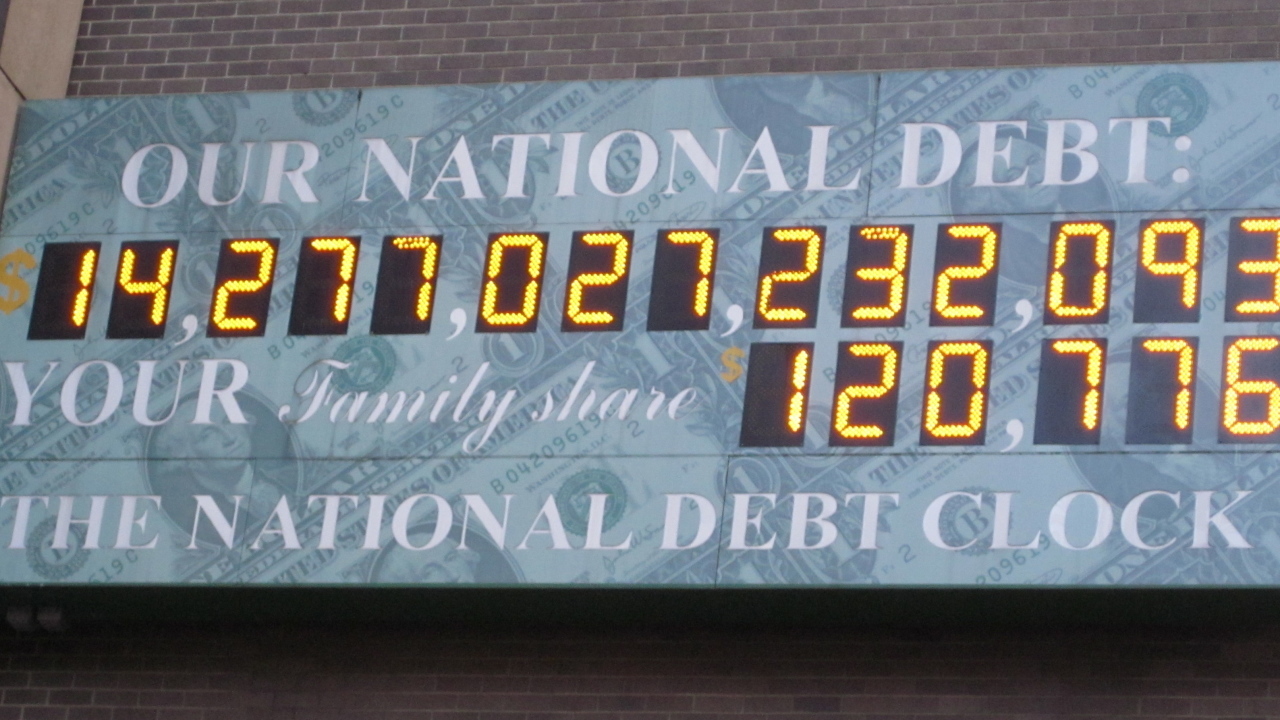 OUR NATIONAL DEBT:
$14,277,027,232,093
YOUR Family share $120,776
THE NATIONAL DEBT CLOCK